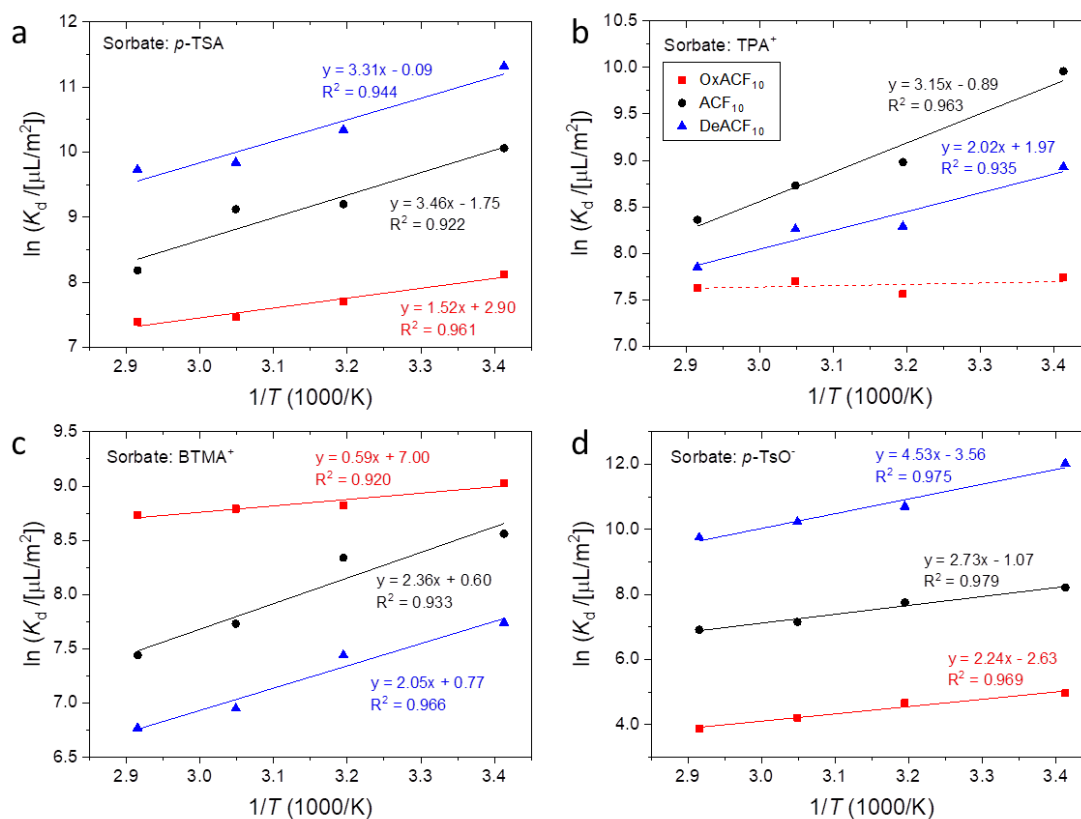 a
Sorbate: p-TSA
y = 3.31x - 0.09
R² = 0.944
y = 3.46x - 1.75
R² = 0.922
y = 1.52x + 2.90
R² = 0.961
12
11
10
9
8
7
2.9 3.0 3.1 3.2 3.3 3.4
ln (Kd /[μL/m²])
1/T (1000/K)
b
Sorbate: TPA⁺
OxACF₁₀
ACF₁₀
DeACF₁₀
y = 3.15x - 0.89
R² = 0.963
y = 2.02x + 1.97
R² = 0.935
10.5
10.0
9.5
9.0
8.5
8.0
7.5
7.0
2.9 3.0 3.1 3.2 3.3 3.4
ln (Kd /[μL/m²])
1/T (1000/K)
c
Sorbate: BTMA⁺
y = 0.59x + 7.00
R² = 0.920
y = 2.36x + 0.60
R² = 0.933
y = 2.05x + 0.77
R² = 0.966
9.5
9.0
8.5
8.0
7.5
7.0
6.5
2.9 3.0 3.1 3.2 3.3 3.4
ln (Kd /[μL/m²])
1/T (1000/K)
d
Sorbate: p-TsO⁻
y = 4.53x - 3.56
R² = 0.975
y = 2.73x - 1.07
R² = 0.979
y = 2.24x - 2.63
R² = 0.969
12.0
10.0
8.0
6.0
4.0
2.9 3.0 3.1 3.2 3.3 3.4
ln (Kd /[μL/m²])
1/T (1000/K)